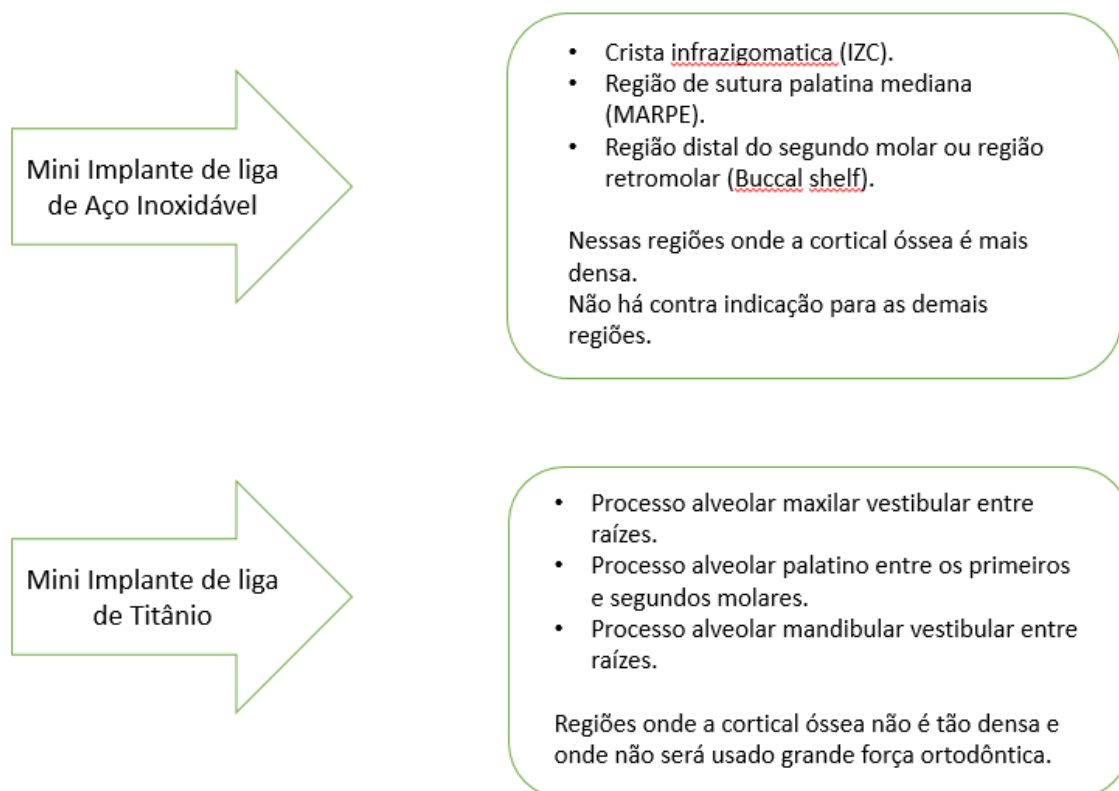 Mini Implante de liga
de Aço Inoxidável
• Crista infrazigomatica (IZC).
• Região de sutura palatina mediana
(MARPE).
• Região distal do segundo molar ou região
retromolar (Buccal shelf).
Nessas regiões onde a cortical óssea é mais
densa.
Não há contra indicação para as demais
regiões.
Mini Implante de liga
de Titânio
• Processo alveolar maxilar vestibular entre
raízes.
• Processo alveolar palatino entre os primeiros
e segundos molares.
• Processo alveolar mandibular vestibular entre
raízes.
Regiões onde a cortical óssea não é tão densa e
onde não será usado grande força ortodôntica.